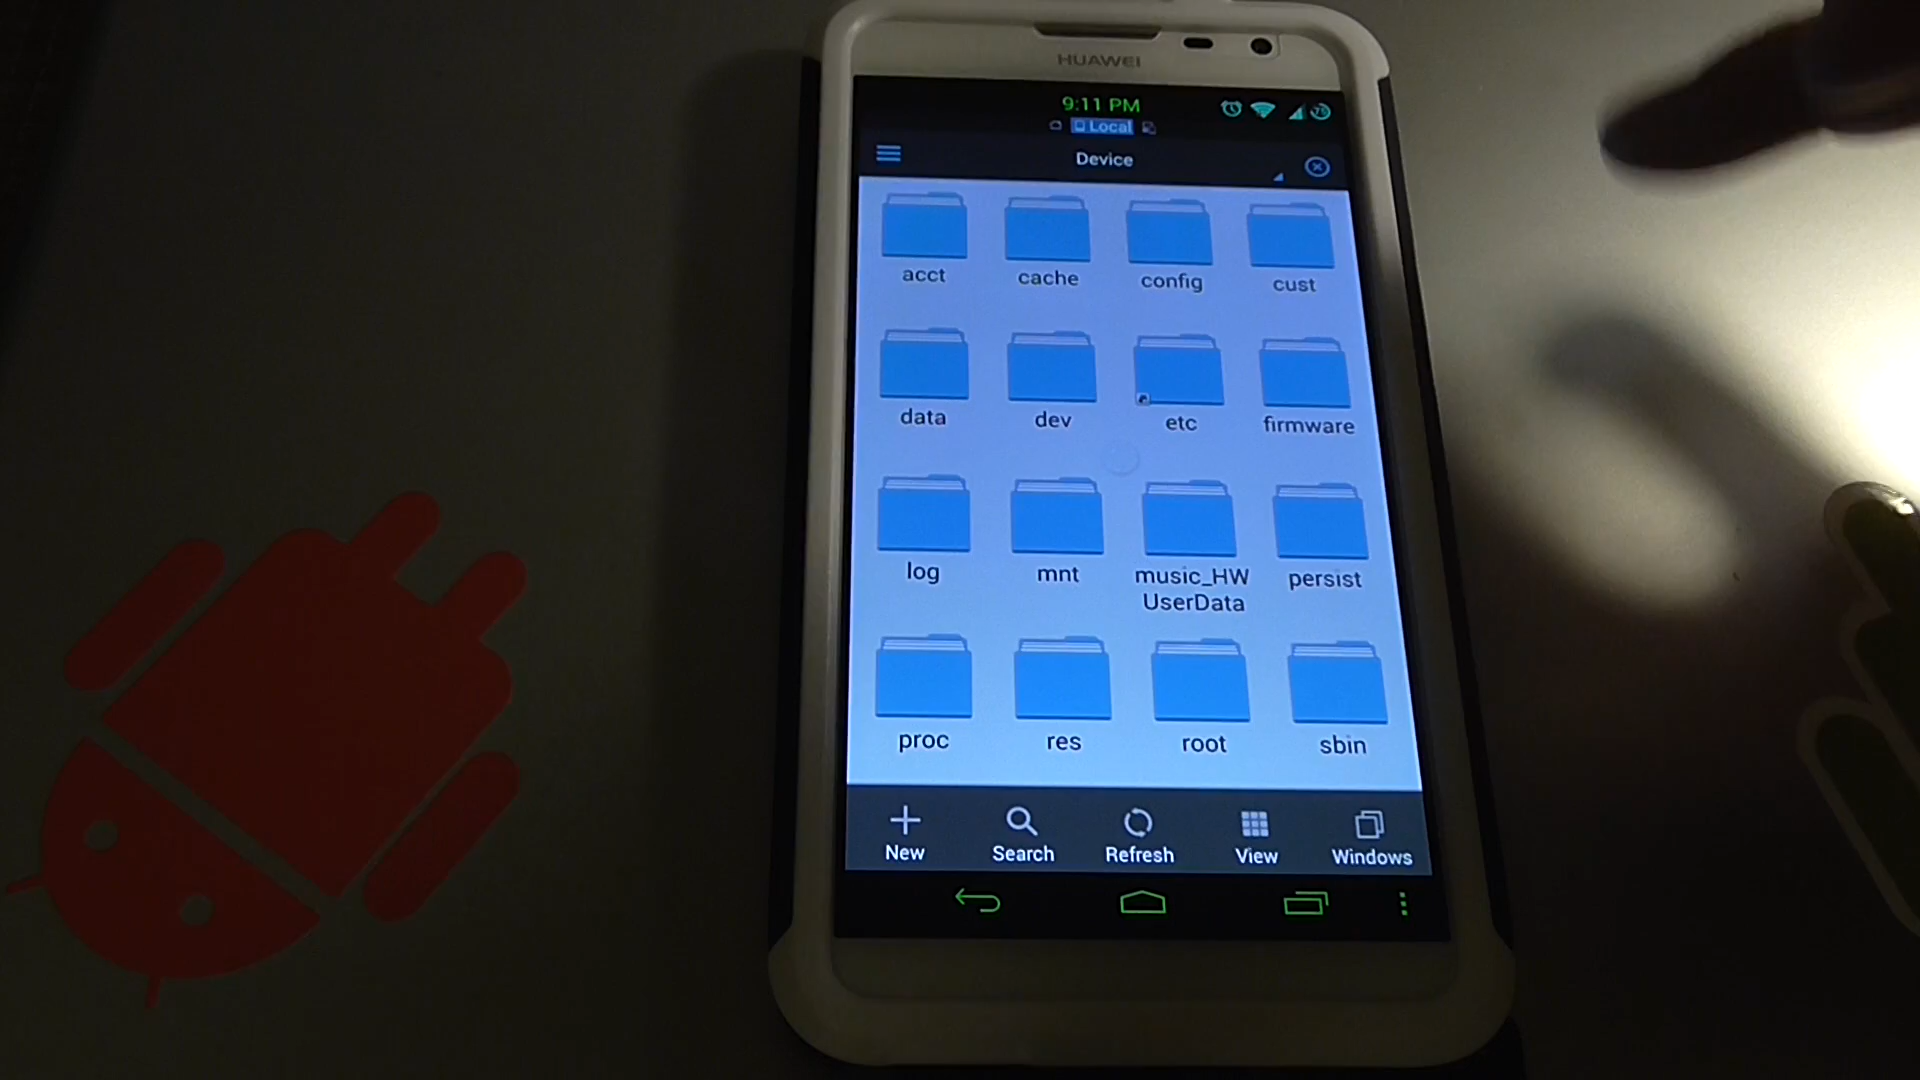 HUAWEI
9:11 PM
Local
Device
acct cache config cust
data dev etc firmware
log mnt music_HW persist
UserData
proc res root sbin
New Search Refresh View Windows